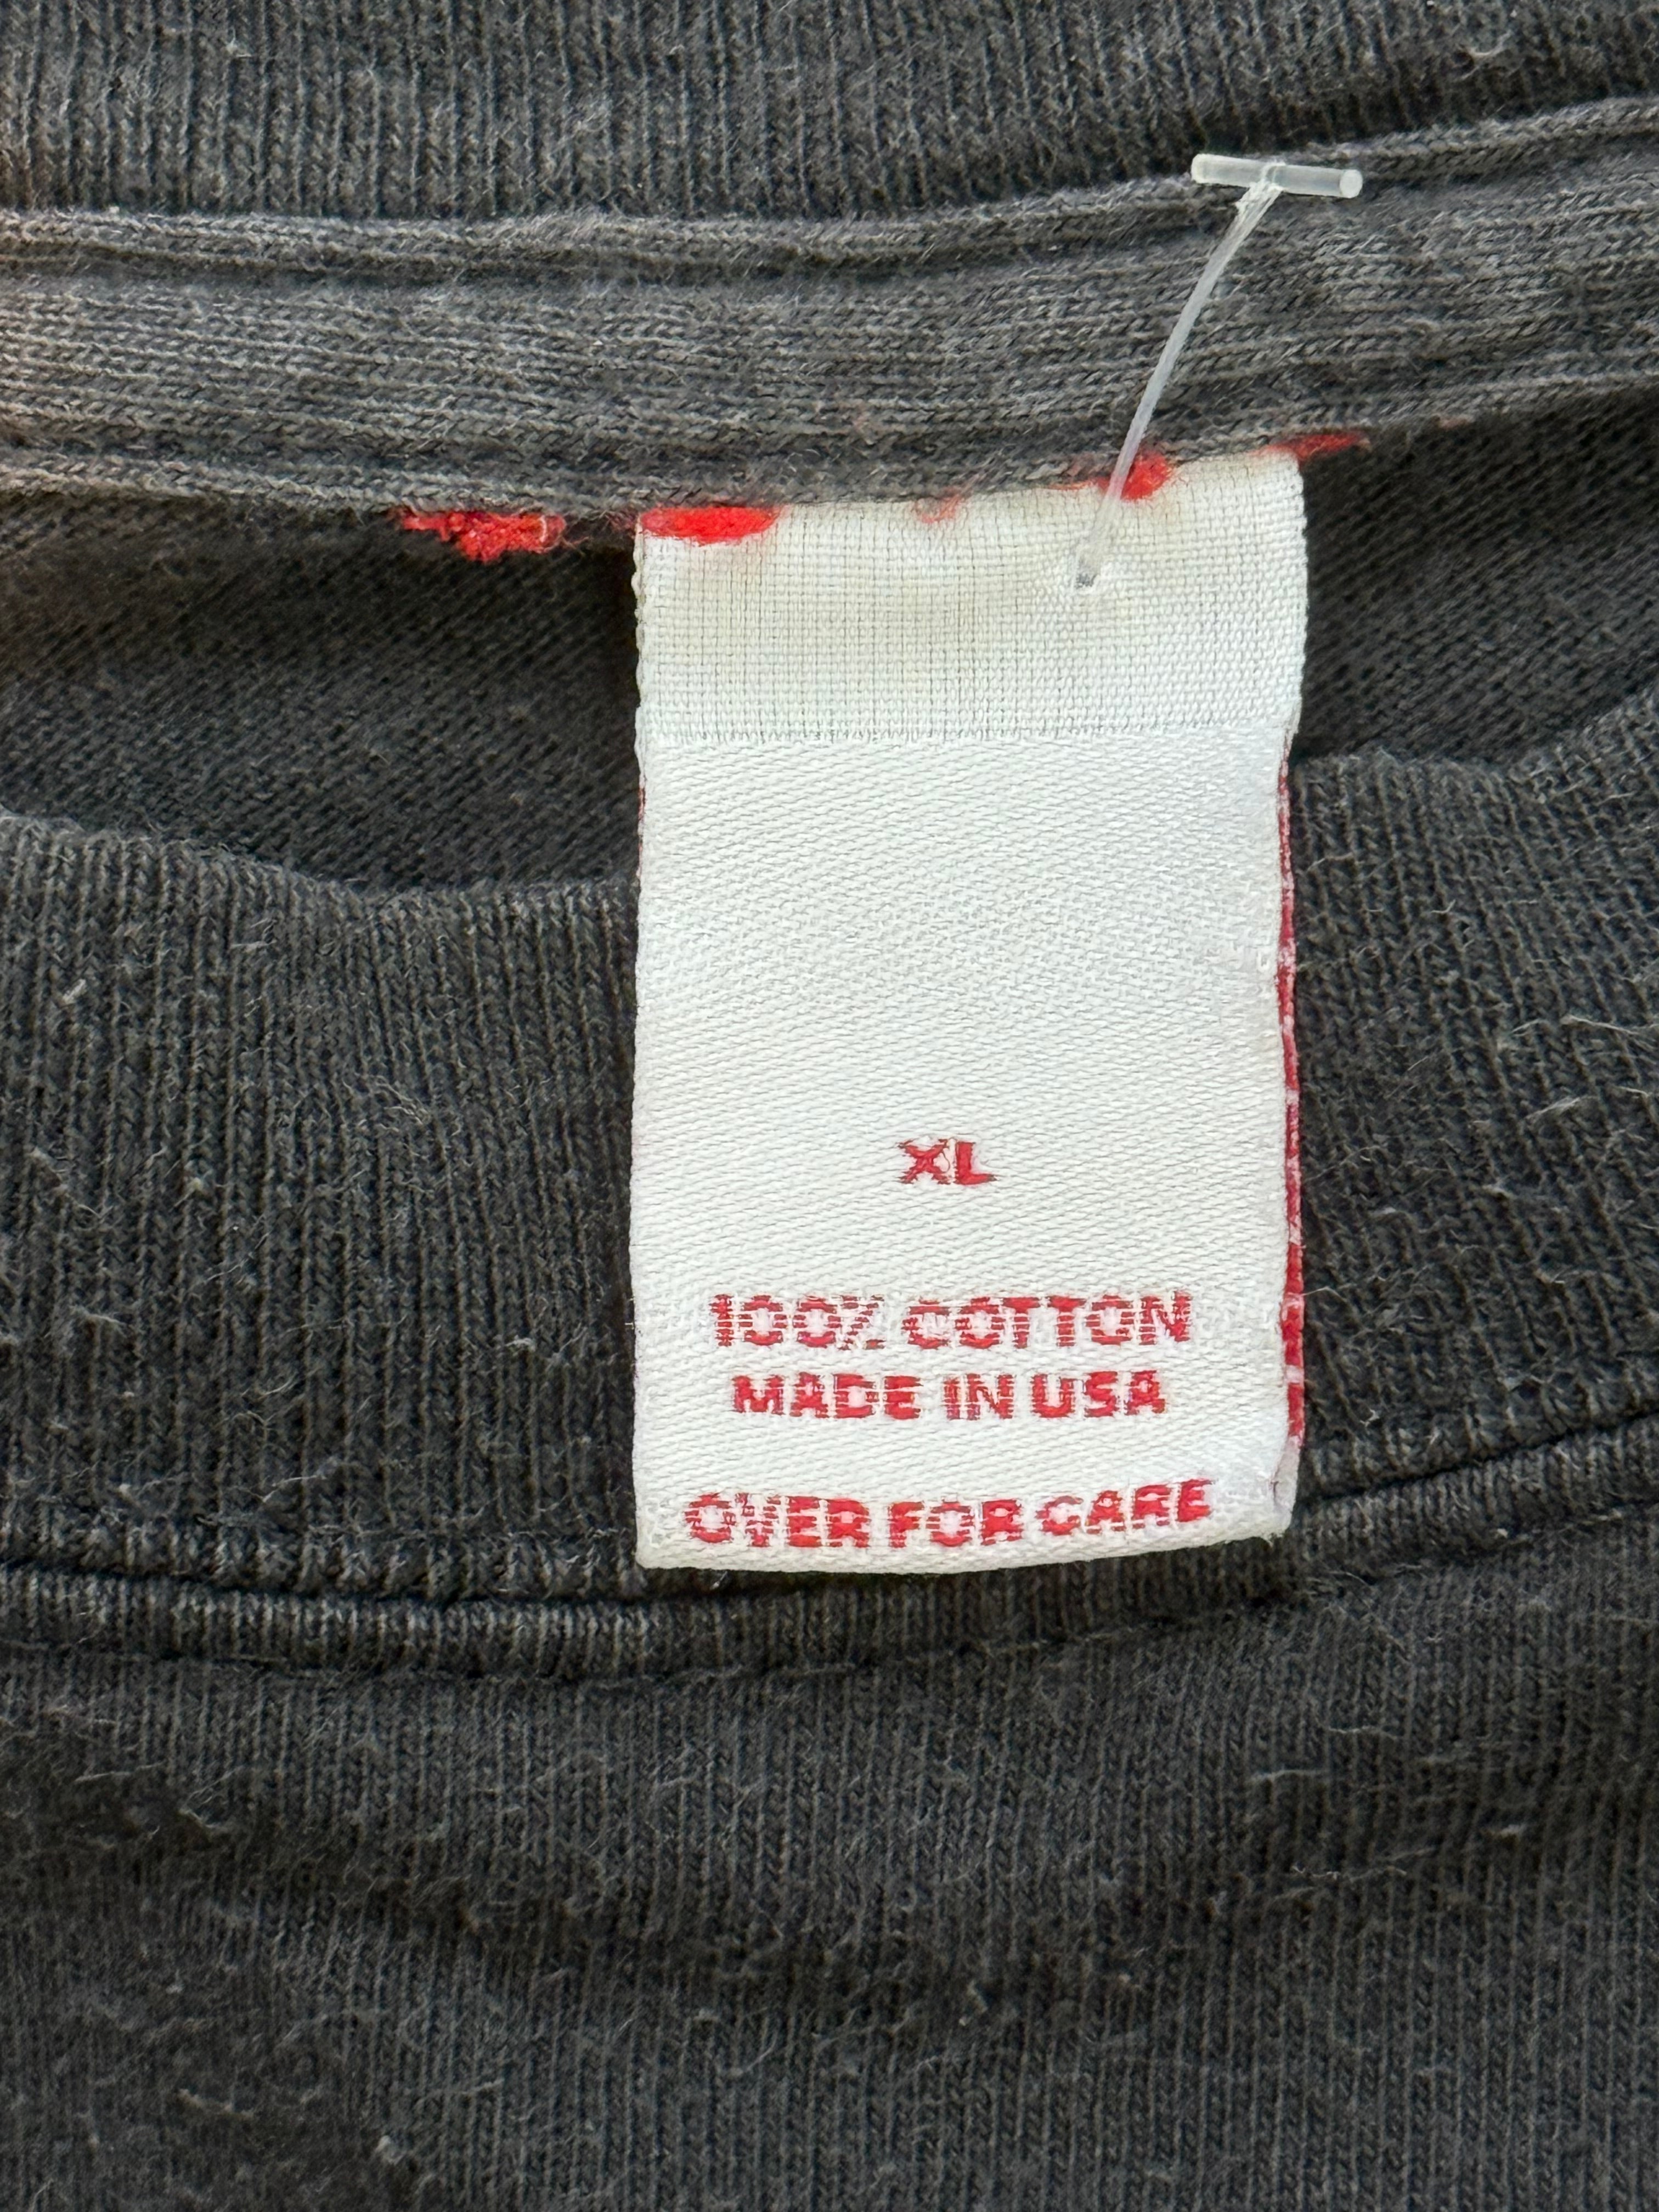 XL
100% COTTON
MADE IN USA
OVER FOR CARE